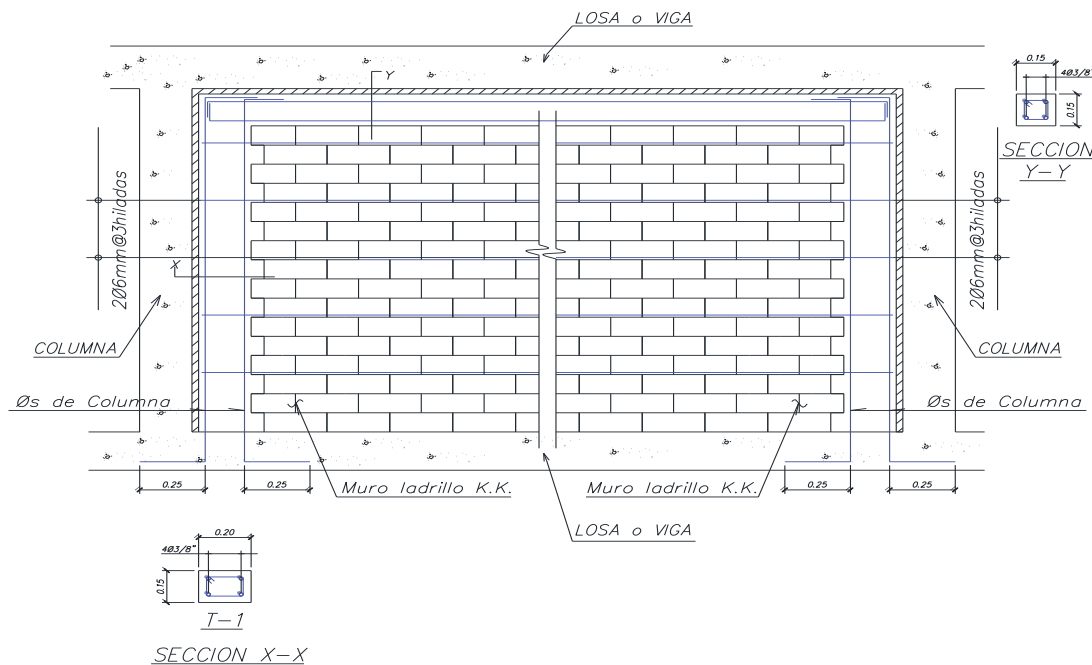 LOSA o VIGA
Y
0.15
4Ø3/8"
0.15
SECCION
Y-Y
2Ø6mm@3hiladas
2Ø6mm@3hiladas
X
COLUMNA
COLUMNA
Øs de Columna
Øs de Columna
0.25
0.25
Muro ladrillo K.K.
Muro ladrillo K.K.
0.25
0.25
LOSA o VIGA
0.20
4Ø3/8"
0.15
T-1
SECCION X-X